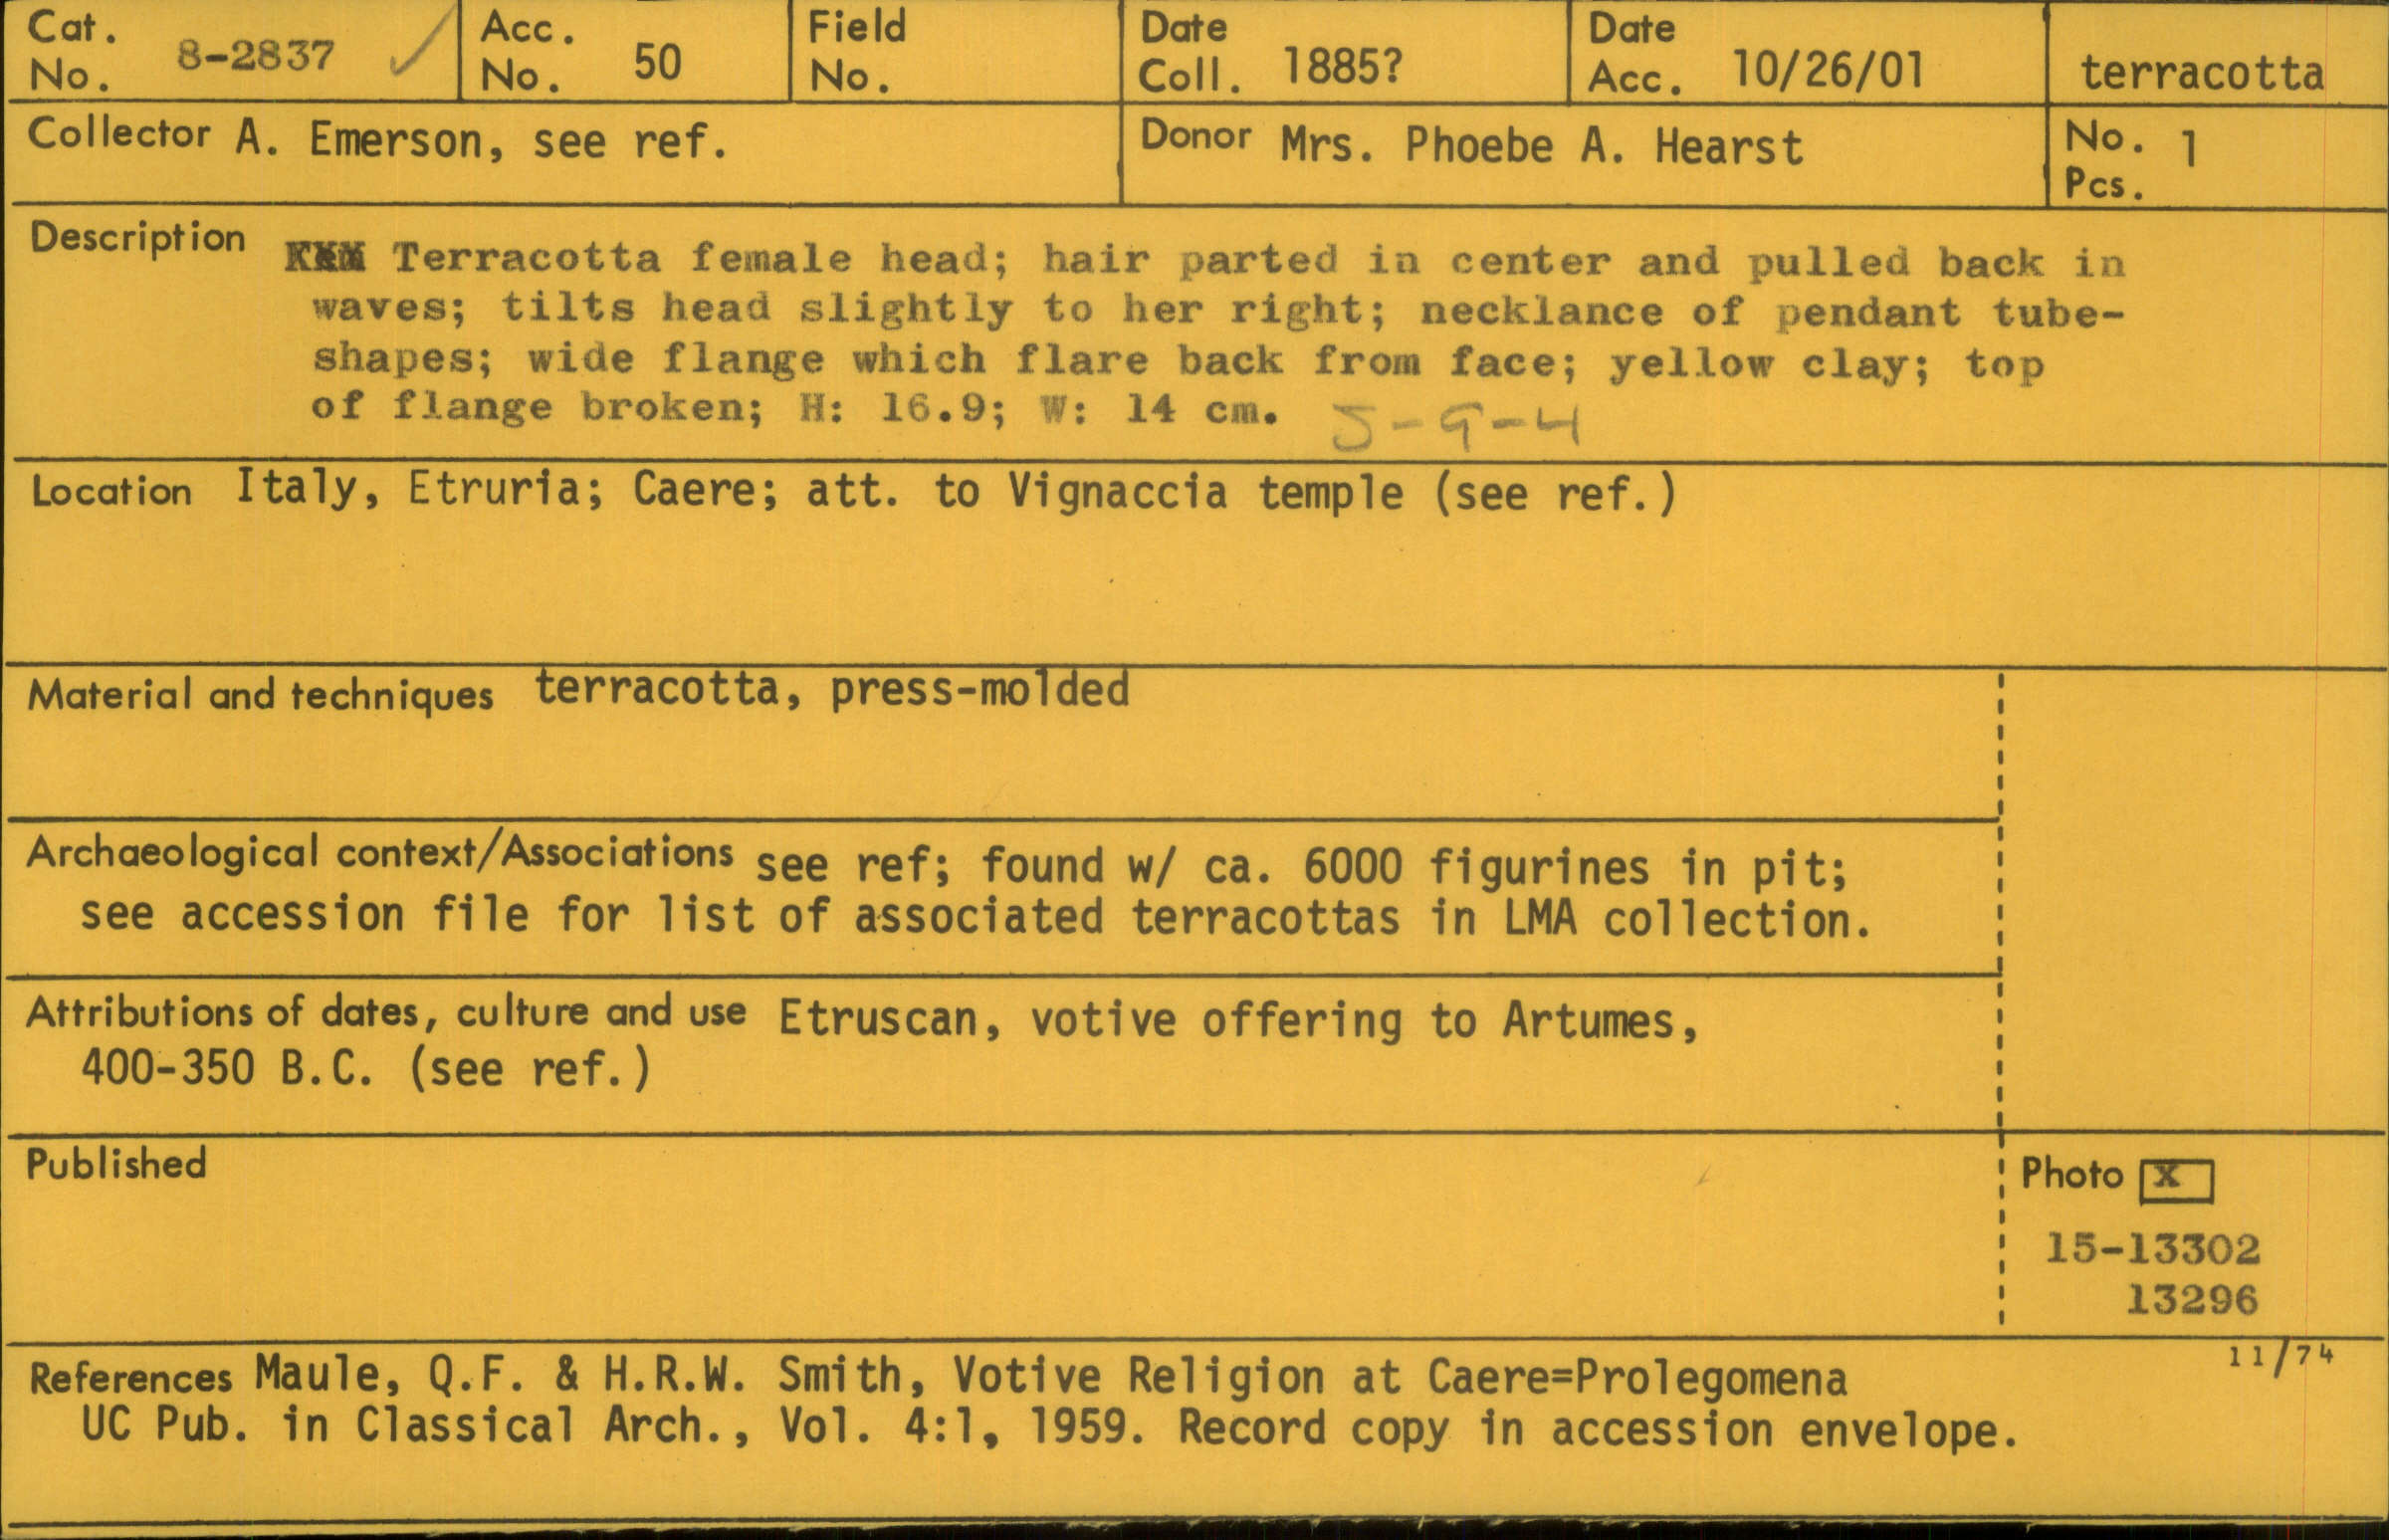 Cat. No. 8-2837 ✓ Acc. No. 50 Field No. Date Coll. 1885? Date Acc. 10/26/01 terracotta
Collector A. Emerson, see ref. Donor Mrs. Phoebe A. Hearst No. Pcs. 1
Description Terracotta female head; hair parted in center and pulled back in
waves; tilts head slightly to her right; necklance of pendant tube-
shapes; wide flange which flare back from face; yellow clay; top
of flange broken; H: 16.9; W: 14 cm. 5-9-4
Location Italy, Etruria; Caere; att. to Vignaccia temple (see ref.)
Material and techniques terracotta, press-molded
Archaeological context/Associations see ref; found w/ ca. 6000 figurines in pit;
see accession file for list of associated terracottas in LMA collection.
Attributions of dates, culture and use Etruscan, votive offering to Artumes,
400-350 B.C. (see ref.)
Published
Photo X
15-13302
13296
11/74
References Maule, Q.F. & H.R.W. Smith, Votive Religion at Caere=Prolegomena
UC Pub. in Classical Arch., Vol. 4:1, 1959. Record copy in accession envelope.